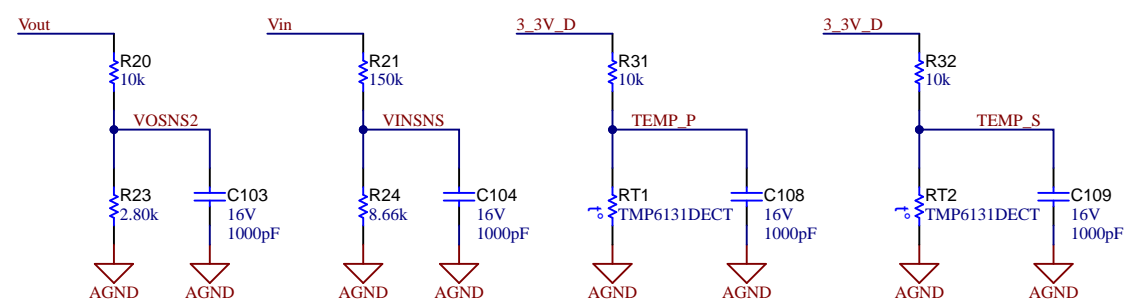 Vout
R20
10k
VOSNS2
R23
2.80k
C103
16V
1000pF
AGND
AGND
Vin
R21
150k
VINSNS
R24
8.66k
C104
16V
1000pF
AGND
AGND
3_3V_D
R31
10k
TEMP_P
RT1
TMP6131DECT
t°
C108
16V
1000pF
AGND
AGND
3_3V_D
R32
10k
TEMP_S
RT2
TMP6131DECT
t°
C109
16V
1000pF
AGND
AGND